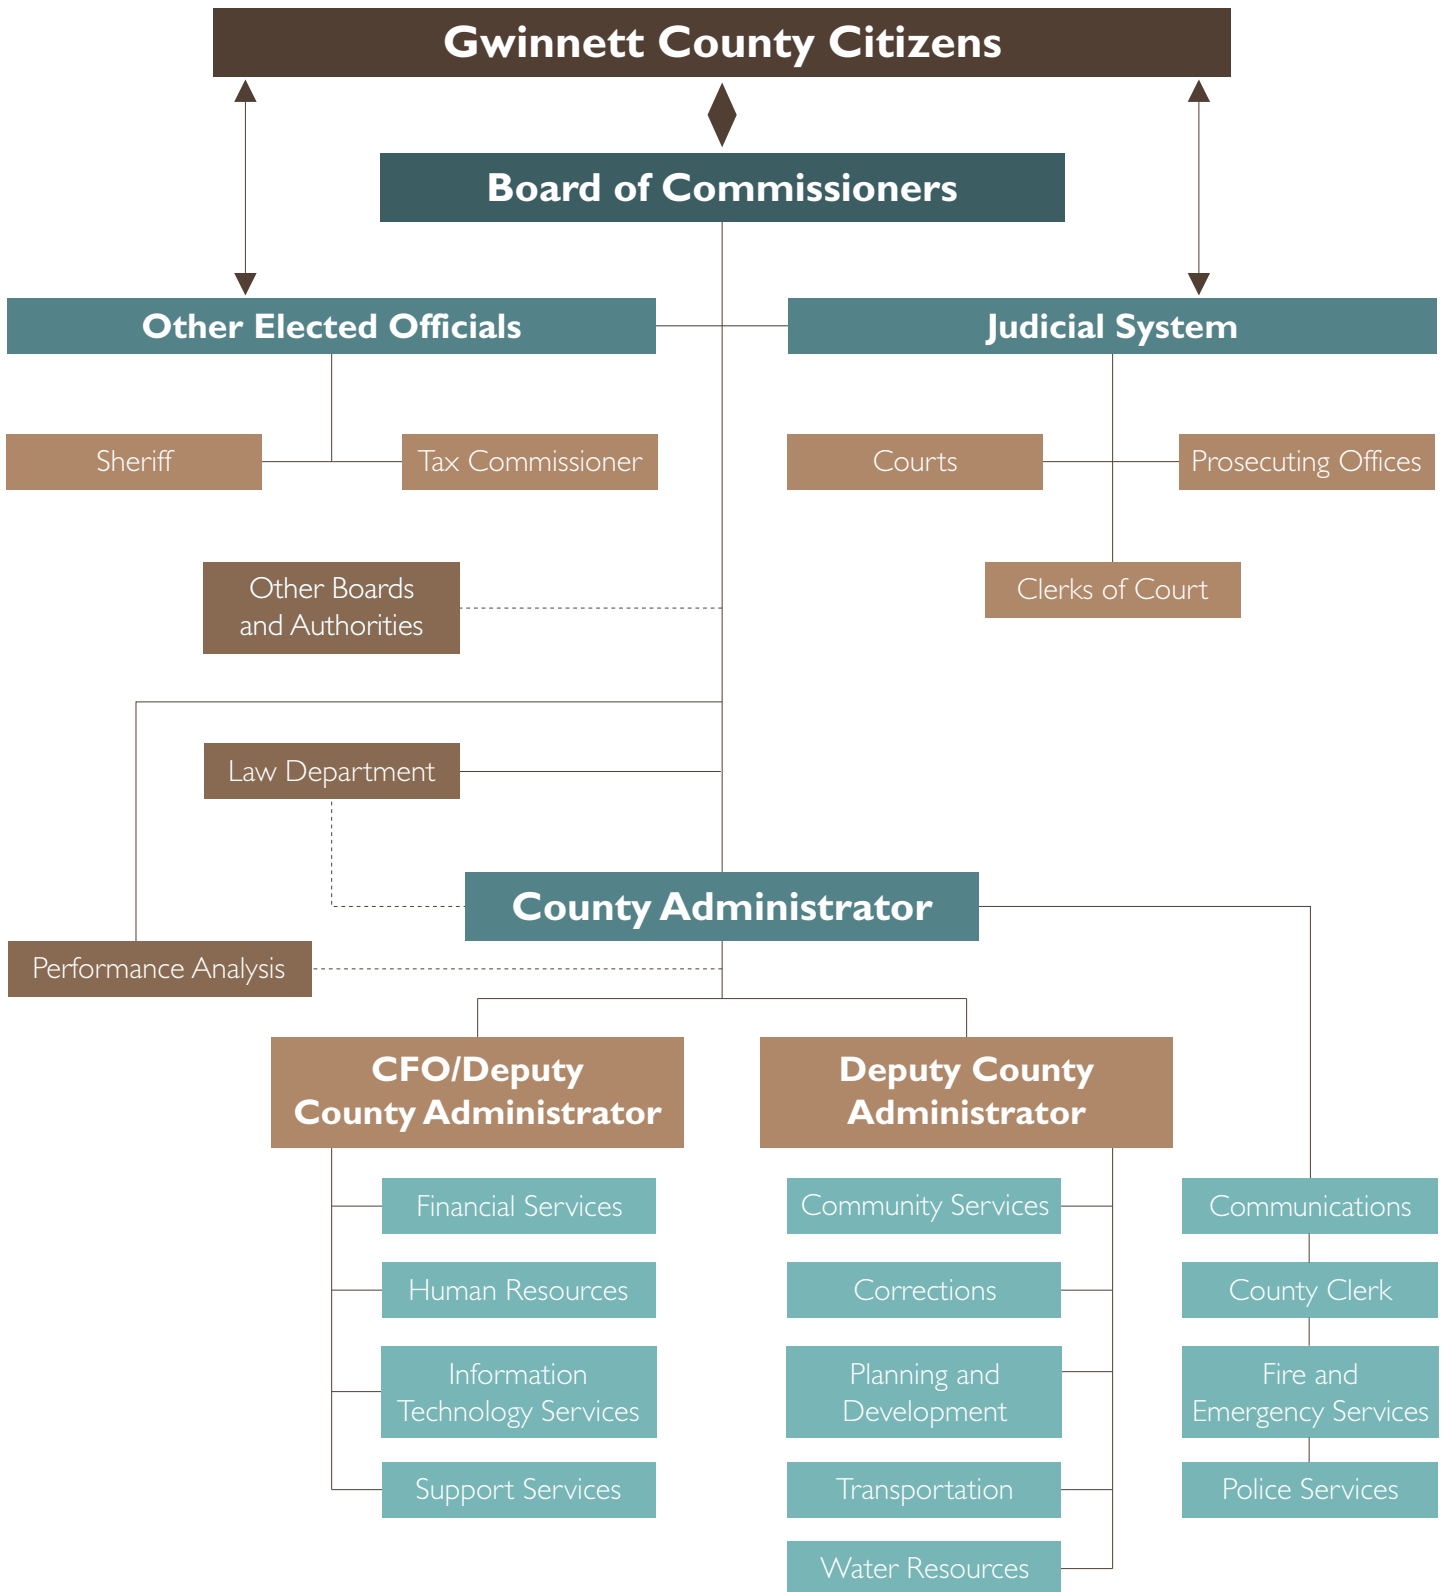 Gwinnett County Citizens
Board of Commissioners
Other Elected Officials
Judicial System
Sheriff
Tax Commissioner
Courts
Prosecuting Offices
Clerks of Court
Other Boards
and Authorities
Law Department
County Administrator
Performance Analysis
CFO/Deputy
County Administrator
Deputy County
Administrator
Financial Services
Human Resources
Information
Technology Services
Support Services
Community Services
Corrections
Planning and
Development
Transportation
Water Resources
Communications
County Clerk
Fire and
Emergency Services
Police Services